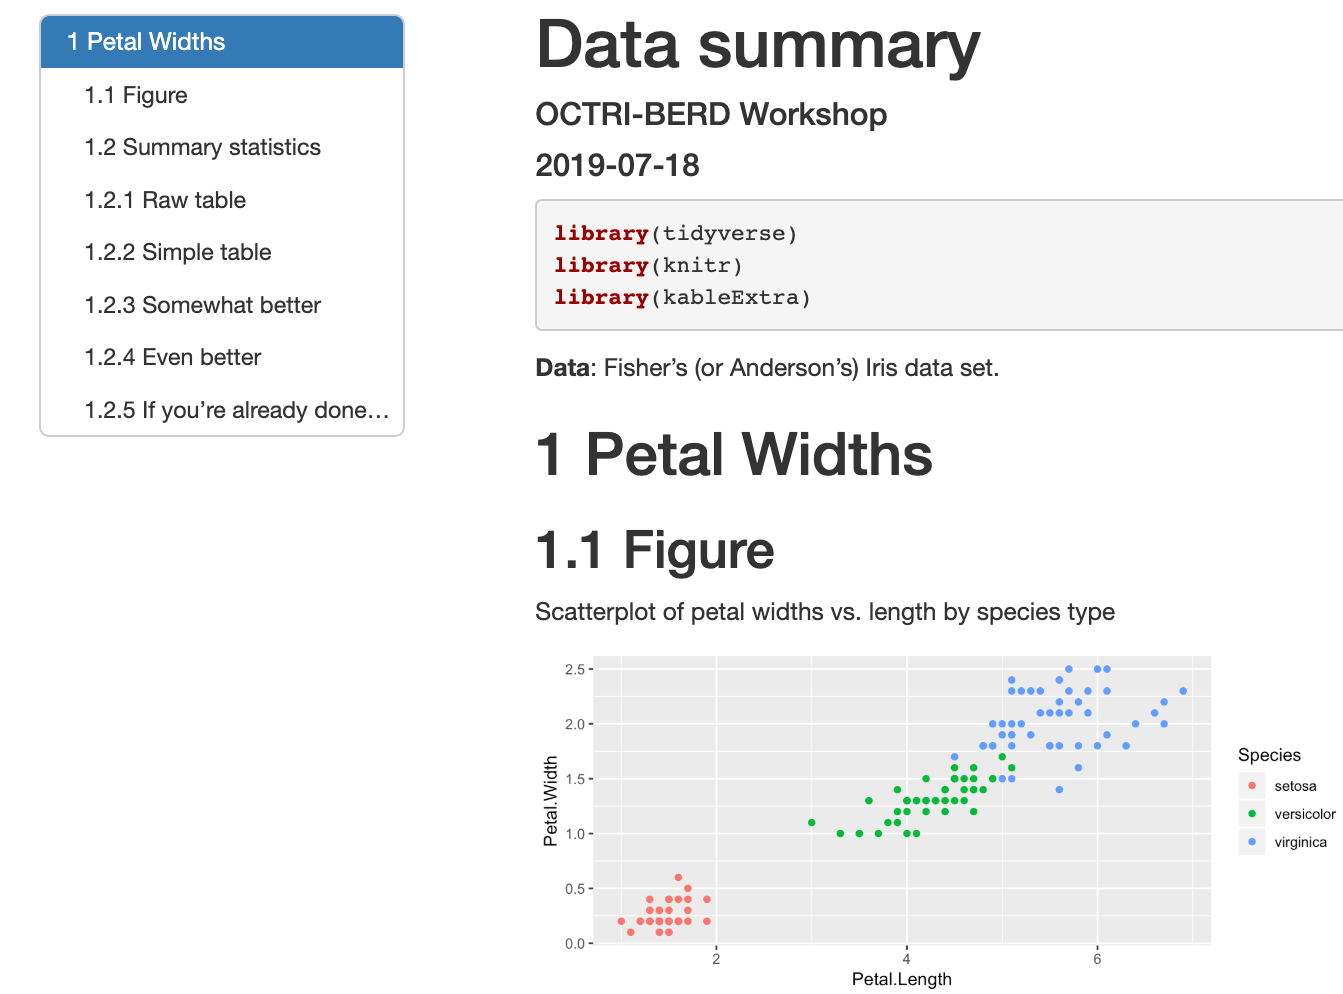 1 Petal Widths
1.1 Figure
1.2 Summary statistics
1.2.1 Raw table
1.2.2 Simple table
1.2.3 Somewhat better
1.2.4 Even better
1.2.5 If you’re already done…
Data summary
OCTRI-BERD Workshop
2019-07-18
library(tidyverse)
library(knitr)
library(kableExtra)
Data: Fisher’s (or Anderson’s) Iris data set.
1 Petal Widths
1.1 Figure
Scatterplot of petal widths vs. length by species type
2.5
2.0
1.5
1.0
0.5
0.0
Petal.Width
2 4 6
Petal.Length
Species
setosa
versicolor
virginica